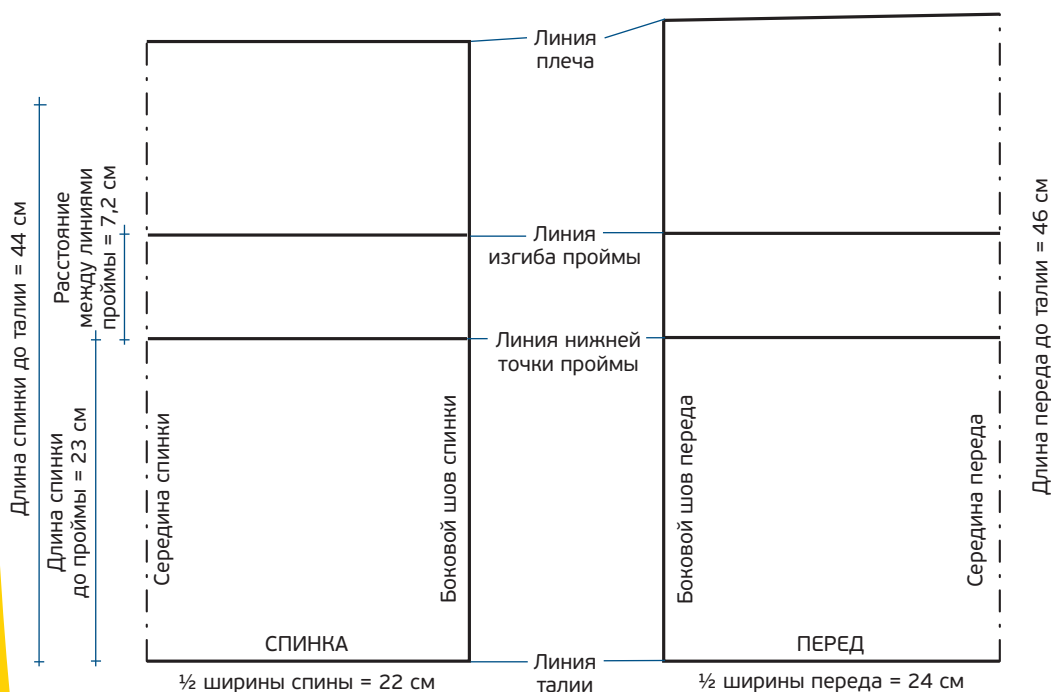 Линия
плеча
Длина спинки до талии = 44 см
Расстояние
между линиями
проймы = 7,2 см
Линия
изгиба проймы
Длина переда до талии = 46 см
Линия нижней
точки проймы
Длина спинки
до проймы = 23 см
Середина спинки
Боковой шов спинки
Боковой шов переда
Середина переда
СПИНКА
ПЕРЕД
Линия
талии
½ ширины спины = 22 см
½ ширины переда = 24 см